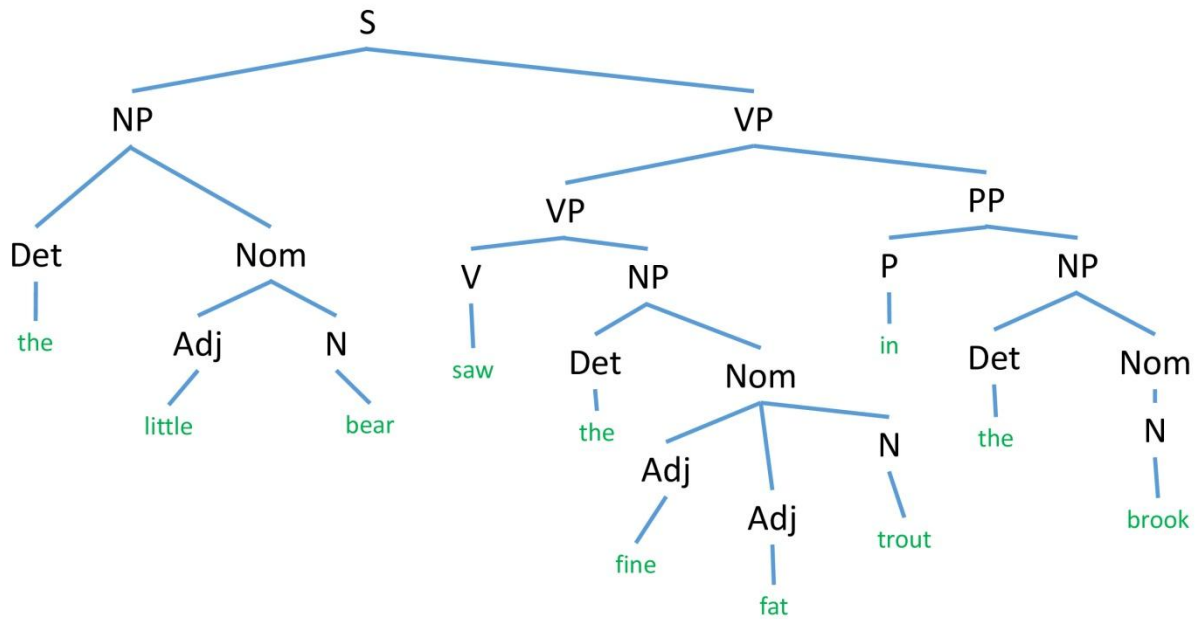 S
NP VP
VP PP
Det Nom V NP P NP
the Adj N saw Det Nom in Det Nom
little bear the Adj N the N
fine Adj trout brook
fat